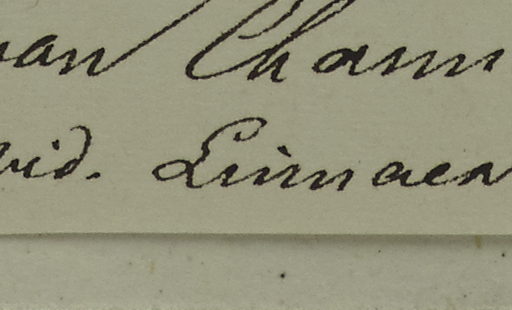 van Cham
vid. Linnaea